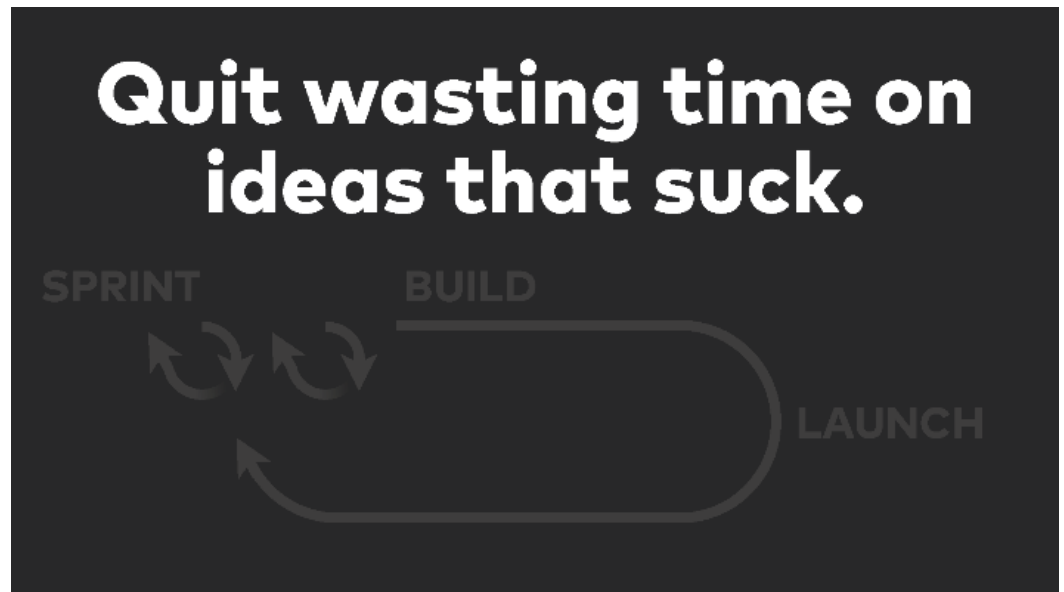 Quit wasting time on
ideas that suck.
SPRINT
BUILD
LAUNCH